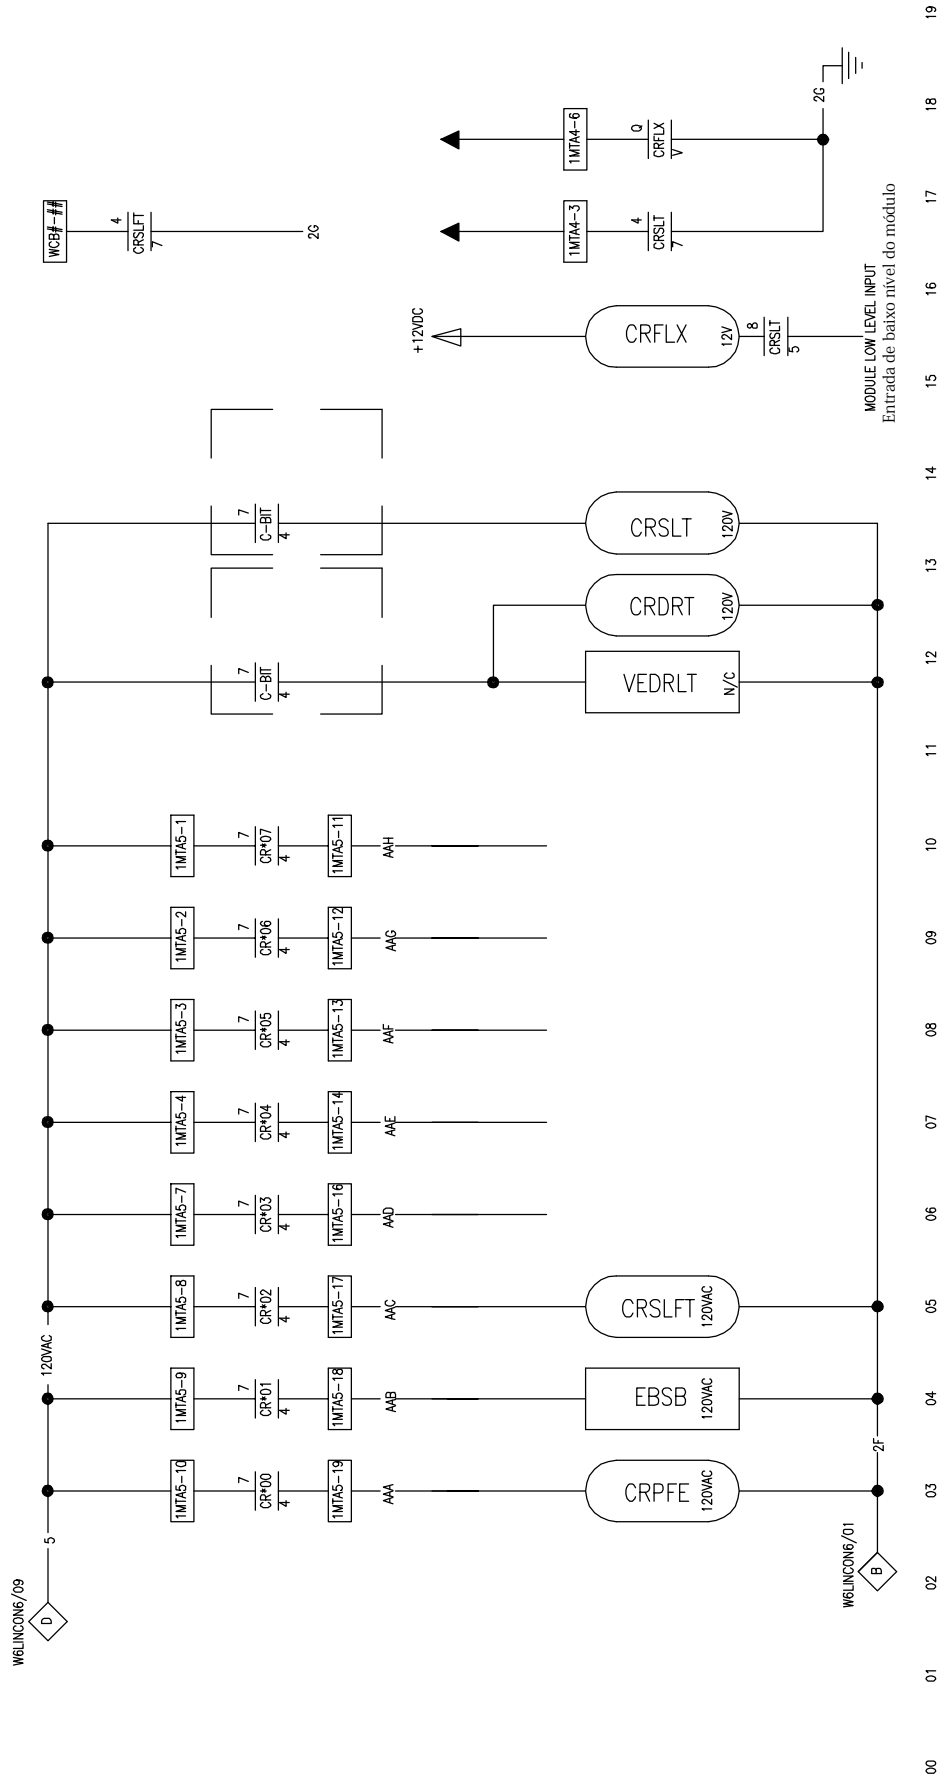 W6LINCON6/09
D
5
120VAC
1MTA5-10
7
CR*00
4
1MTA5-19
AAA
CRPFE
120VAC
1MTA5-9
7
CR*01
4
1MTA5-18
AAB
EBSB
120VAC
1MTA5-8
7
CR*02
4
1MTA5-17
AAC
CRSLFT
120VAC
1MTA5-7
7
CR*03
4
1MTA5-16
AAD
1MTA5-4
7
CR*04
4
1MTA5-14
AAE
1MTA5-3
7
CR*05
4
1MTA5-13
AAF
1MTA5-2
7
CR*06
4
1MTA5-12
AAG
1MTA5-1
7
CR*07
4
1MTA5-11
AAH
7
C-BIT
4
VEDRLT
N/C
CRDRT
120V
7
C-BIT
4
CRSLT
120V
W6LINCON6/01
B
2F
+12VDC
CRFLX
12V
8
CRSLT
5
MODULE LOW LEVEL INPUT
Entrada de baixo nível do módulo
WCB#-##
4
CRSLFT
7
2G
1MTA4-3
4
CRSLT
7
1MTA4-6
Q
CRFLX
V
2G
00
01
02
03
04
05
06
07
08
09
10
11
12
13
14
15
16
17
18
19